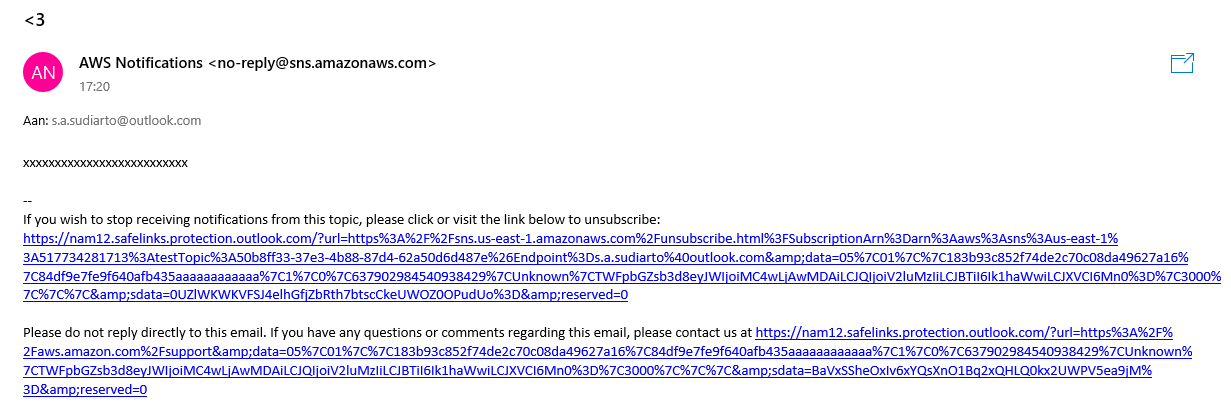 <3
AN
AWS Notifications <no-reply@sns.amazonaws.com>
17:20
Aan: s.a.sudiarto@outlook.com
xxxxxxxxxxxxxxxxxxxxxxxxxx
--
If you wish to stop receiving notifications from this topic, please click or visit the link below to unsubscribe:
https://nam12.safelinks.protection.outlook.com/?url=https%3A%2F%2Fsns.us-east-1.amazonaws.com%2Funsubscribe.html%3FSubscriptionArn%3Darn%3Aaws%3Asns%3Aus-east-1%
3A517734281713%3AtestTopic%3A50b8ff33-37e3-4b88-87d4-62a50d6d487e%26Endpoint%3Ds.a.sudiarto%40outlook.com&amp;data=05%7C01%7C%7C183b93c852f74de2c70c08da49627a16%
7C84df9e7fe9f640afb435aaaaaaaaaaaa%7C1%7C0%7C637902984540938429%7CUnknown%7CTWFpbGZsb3d8eyJWIjoiMC4wLjAwMDAiLCJQIjoiV2luMzIiLCJBTiI6Ik1haWwiLCJXVCI6Mn0%3D%7C3000%
7C%7C%7C&amp;sdata=0UZlWKWKVFSJ4elhGfjZbRth7btscCkeUWOZ0OPudUo%3D&amp;reserved=0
Please do not reply directly to this email. If you have any questions or comments regarding this email, please contact us at https://nam12.safelinks.protection.outlook.com/?url=https%3A%2F%
2Faws.amazon.com%2Fsupport&amp;data=05%7C01%7C%7C183b93c852f74de2c70c08da49627a16%7C84df9e7fe9f640afb435aaaaaaaaaaaa%7C1%7C0%7C637902984540938429%7CUnknown%
7CTWFpbGZsb3d8eyJWIjoiMC4wLjAwMDAiLCJQIjoiV2luMzIiLCJBTiI6Ik1haWwiLCJXVCI6Mn0%3D%7C3000%7C%7C%7C&amp;sdata=BaVxSSheOxIv6xYQsXnO1Bq2xQHLQ0kx2UWPV5ea9jM%
3D&amp;reserved=0